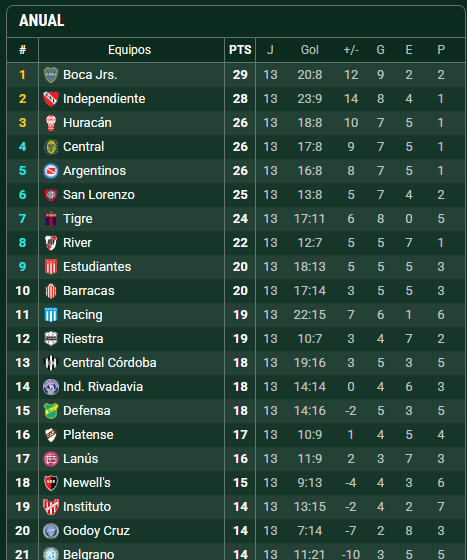 ANUAL
# Equipos PTS J Gol +/- G E P
1 Boca Jrs. 29 13 20:8 12 9 2 2
2 Independiente 28 13 23:9 14 8 4 1
3 Huracán 26 13 18:8 10 7 5 1
4 Central 26 13 17:8 9 7 5 1
5 Argentinos 26 13 16:8 8 7 5 1
6 San Lorenzo 25 13 13:8 5 7 4 2
7 Tigre 24 13 17:11 6 8 0 5
8 River 22 13 12:7 5 5 7 1
9 Estudiantes 20 13 18:13 5 5 5 3
10 Barracas 20 13 17:14 3 5 5 3
11 Racing 19 13 22:15 7 6 1 6
12 Riestra 19 13 10:7 3 4 7 2
13 Central Córdoba 18 13 19:16 3 5 3 5
14 Ind. Rivadavia 18 13 14:14 0 4 6 3
15 Defensa 18 13 14:16 -2 5 3 5
16 Platense 17 13 10:9 1 4 5 4
17 Lanús 16 13 11:9 2 3 7 3
18 Newell's 15 13 9:13 -4 4 3 6
19 Instituto 14 13 13:15 -2 4 2 7
20 Godoy Cruz 14 13 7:14 -7 2 8 3
21 Belgrano 14 13 11:21 -10 3 5 5